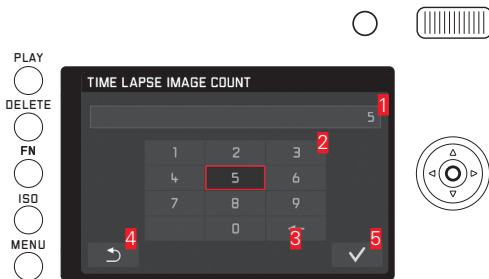 PLAY
DELETE
FN
ISO
MENU
TIME LAPSE IMAGE COUNT
5 1
1 2 3 2
4 5 6
7 8 9
0 3
4 5